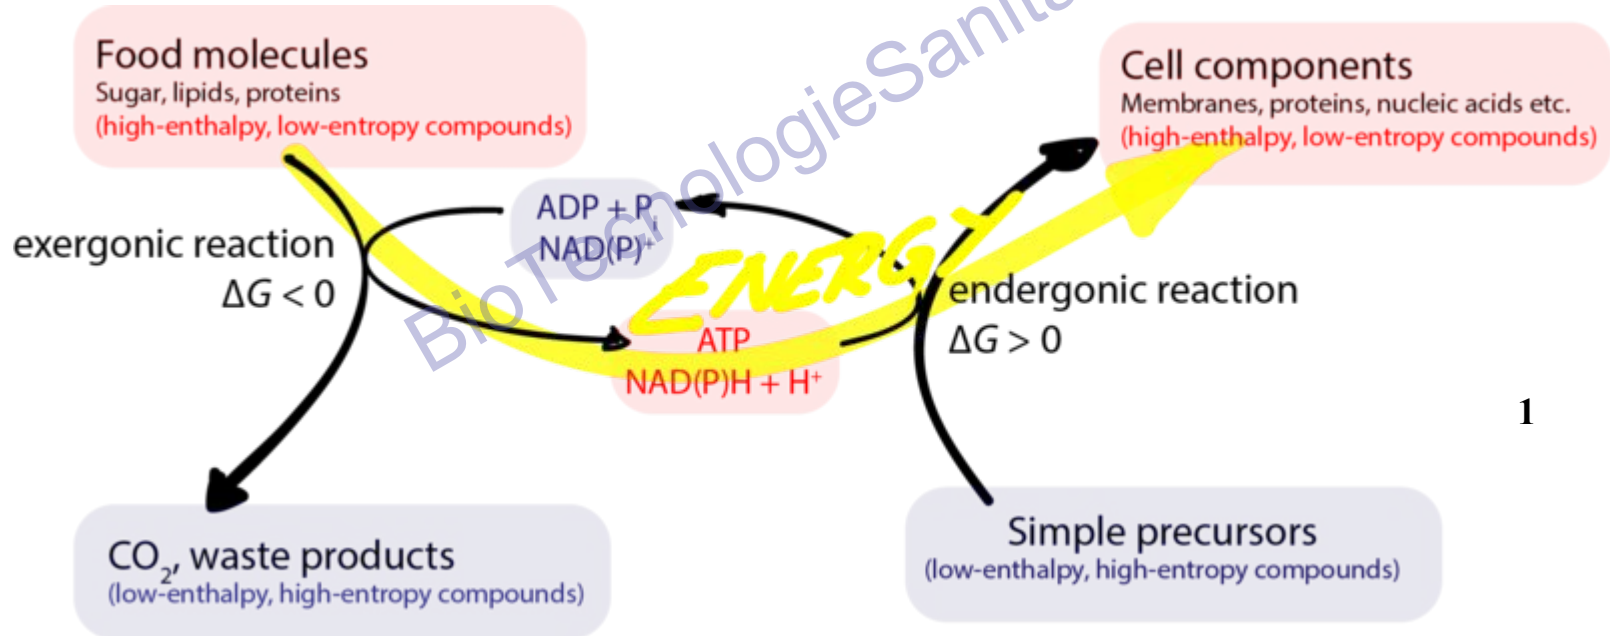 Food molecules
Sugar, lipids, proteins
(high-enthalpy, low-entropy compounds)
Cell components
Membranes, proteins, nucleic acids etc.
(high-enthalpy, low-entropy compounds)
ADP + Pi
NAD(P)⁺
exergonic reaction
ΔG < 0
ENERGY
ATP
NAD(P)H + H⁺
endergonic reaction
ΔG > 0
1
CO₂, waste products
(low-enthalpy, high-entropy compounds)
Simple precursors
(low-enthalpy, high-entropy compounds)